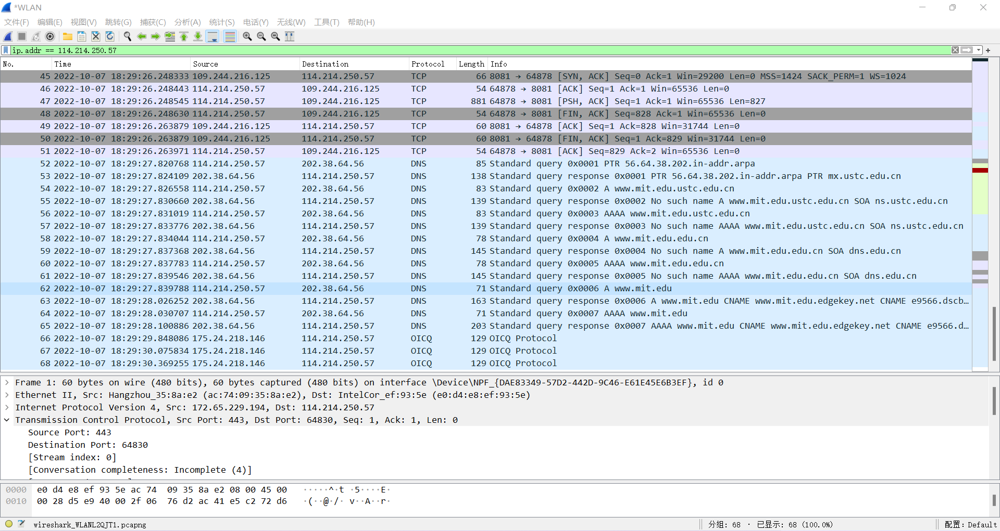 *WLAN
文件(F) 编辑(E) 视图(V) 跳转(G) 捕获(C) 分析(A) 统计(S) 电话(Y) 无线(W) 工具(T) 帮助(H)
ip.addr == 114.214.250.57
No. Time Source Destination Protocol Length Info
45 2022-10-07 18:29:26.248333 109.244.216.125 114.214.250.57 TCP 66 8081 → 64878 [SYN, ACK] Seq=0 Ack=1 Win=29200 Len=0 MSS=1424 SACK_PERM=1 WS=1024
46 2022-10-07 18:29:26.248443 114.214.250.57 109.244.216.125 TCP 54 64878 → 8081 [ACK] Seq=1 Ack=1 Win=65536 Len=0
47 2022-10-07 18:29:26.248545 114.214.250.57 109.244.216.125 TCP 881 64878 → 8081 [PSH, ACK] Seq=1 Ack=1 Win=65536 Len=827
48 2022-10-07 18:29:26.248630 114.214.250.57 109.244.216.125 TCP 54 64878 → 8081 [FIN, ACK] Seq=828 Ack=1 Win=65536 Len=0
49 2022-10-07 18:29:26.263879 109.244.216.125 114.214.250.57 TCP 60 8081 → 64878 [ACK] Seq=1 Ack=828 Win=31744 Len=0
50 2022-10-07 18:29:26.263879 109.244.216.125 114.214.250.57 TCP 60 8081 → 64878 [FIN, ACK] Seq=1 Ack=829 Win=31744 Len=0
51 2022-10-07 18:29:26.263971 114.214.250.57 109.244.216.125 TCP 54 64878 → 8081 [ACK] Seq=829 Ack=2 Win=65536 Len=0
52 2022-10-07 18:29:27.820768 114.214.250.57 202.38.64.56 DNS 85 Standard query 0x0001 PTR 56.64.38.202.in-addr.arpa
53 2022-10-07 18:29:27.824109 202.38.64.56 114.214.250.57 DNS 138 Standard query response 0x0001 PTR 56.64.38.202.in-addr.arpa PTR mx.ustc.edu.cn
54 2022-10-07 18:29:27.826558 114.214.250.57 202.38.64.56 DNS 83 Standard query 0x0002 A www.mit.edu.ustc.edu.cn
55 2022-10-07 18:29:27.830660 202.38.64.56 114.214.250.57 DNS 139 Standard query response 0x0002 No such name A www.mit.edu.ustc.edu.cn SOA ns.ustc.edu.cn
56 2022-10-07 18:29:27.831019 114.214.250.57 202.38.64.56 DNS 83 Standard query 0x0003 AAAA www.mit.edu.ustc.edu.cn
57 2022-10-07 18:29:27.833776 202.38.64.56 114.214.250.57 DNS 139 Standard query response 0x0003 No such name AAAA www.mit.edu.ustc.edu.cn SOA ns.ustc.edu.cn
58 2022-10-07 18:29:27.834044 114.214.250.57 202.38.64.56 DNS 78 Standard query 0x0004 A www.mit.edu.edu.cn
59 2022-10-07 18:29:27.837368 202.38.64.56 114.214.250.57 DNS 145 Standard query response 0x0004 No such name A www.mit.edu.edu.cn SOA dns.edu.cn
60 2022-10-07 18:29:27.837783 114.214.250.57 202.38.64.56 DNS 78 Standard query 0x0005 AAAA www.mit.edu.edu.cn
61 2022-10-07 18:29:27.839546 202.38.64.56 114.214.250.57 DNS 145 Standard query response 0x0005 No such name AAAA www.mit.edu.edu.cn SOA dns.edu.cn
62 2022-10-07 18:29:27.839788 114.214.250.57 202.38.64.56 DNS 71 Standard query 0x0006 A www.mit.edu
63 2022-10-07 18:29:28.026252 202.38.64.56 114.214.250.57 DNS 163 Standard query response 0x0006 A www.mit.edu CNAME www.mit.edu.edgekey.net CNAME e9566.dscb…
64 2022-10-07 18:29:28.030707 114.214.250.57 202.38.64.56 DNS 71 Standard query 0x0007 AAAA www.mit.edu
65 2022-10-07 18:29:28.100886 202.38.64.56 114.214.250.57 DNS 203 Standard query response 0x0007 AAAA www.mit.edu CNAME www.mit.edu.edgekey.net CNAME e9566.d…
66 2022-10-07 18:29:29.848086 175.24.218.146 114.214.250.57 OICQ 129 OICQ Protocol
67 2022-10-07 18:29:30.075834 175.24.218.146 114.214.250.57 OICQ 129 OICQ Protocol
68 2022-10-07 18:29:30.369255 175.24.218.146 114.214.250.57 OICQ 129 OICQ Protocol
Frame 1: 60 bytes on wire (480 bits), 60 bytes captured (480 bits) on interface \Device\NPF_{DAE83349-57D2-442D-9C46-E61E45E6B3EF}, id 0
Ethernet II, Src: Hangzhou_35:8a:e2 (ac:74:09:35:8a:e2), Dst: IntelCor_ef:93:5e (e0:d4:e8:ef:93:5e)
Internet Protocol Version 4, Src: 172.65.229.194, Dst: 114.214.250.57
Transmission Control Protocol, Src Port: 443, Dst Port: 64830, Seq: 1, Ack: 1, Len: 0
Source Port: 443
Destination Port: 64830
[Stream index: 0]
[Conversation completeness: Incomplete (4)]
0000 e0 d4 e8 ef 93 5e ac 74 09 35 8a e2 08 00 45 00 ·····^·t ·5····E·
0010 00 28 d5 e9 40 00 2f 06 76 d2 ac 41 e5 c2 72 d6 ·(··@·/· v··A··r·
wireshark_WLANL2QJT1.pcapng 分组: 68 · 已显示: 68 (100.0%) 配置: Default